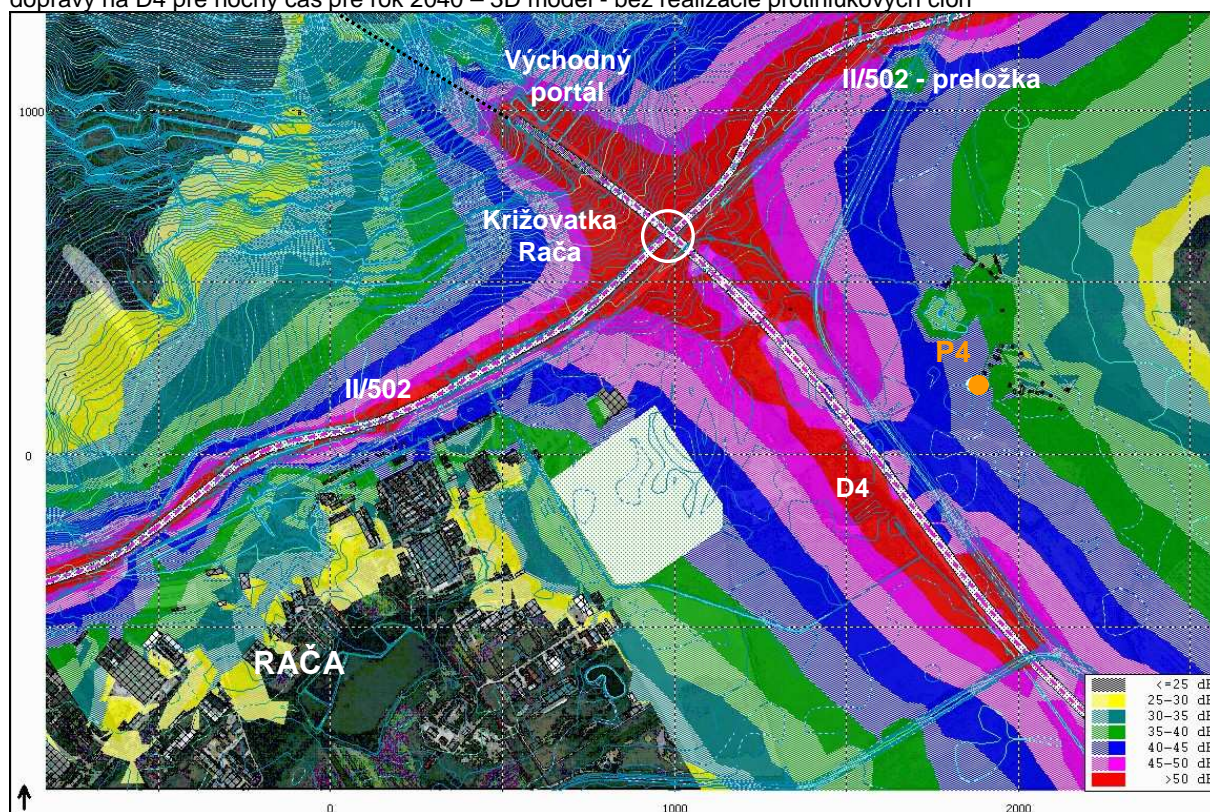 dopravy na D4 pre nočný čas pre rok 2040 – 3D model - bez realizácie protihlukových clôn
Východný
portál
II/502 - preložka
1000
Križovatka
Rača
P4
II/502
0
D4
RAČA
<=25 dB
25-30 dB
30-35 dB
35-40 dB
40-45 dB
45-50 dB
>50 dB
0
1000
2000